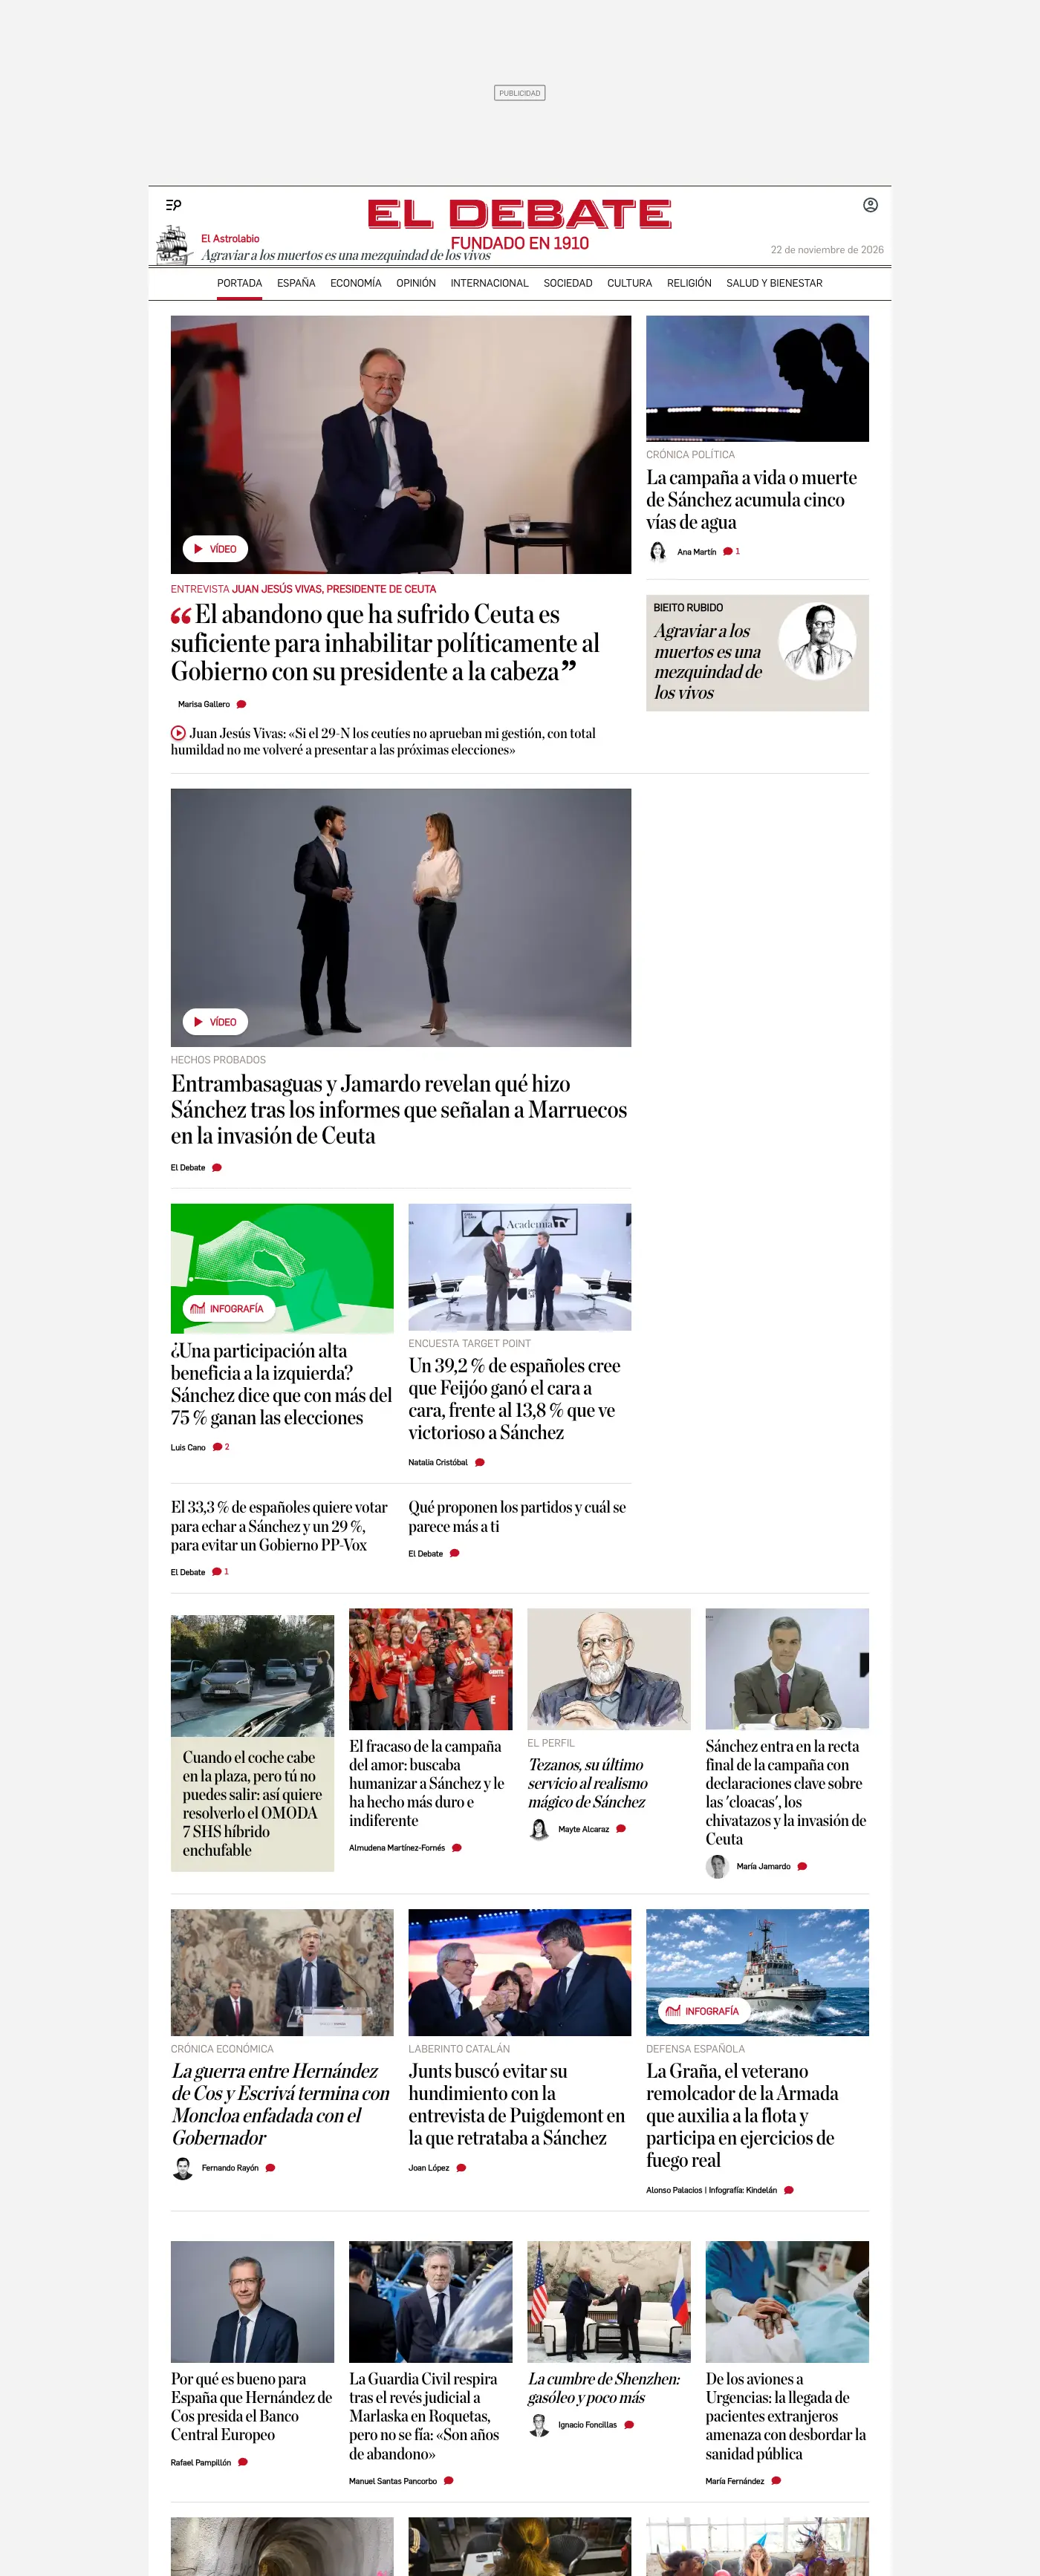 PUBLICIDAD
EL DEBATE
FUNDADO EN 1910
El Astrolabio
Agraviar a los muertos es una mezquindad de los vivos
22 de noviembre de 2026
PORTADA ESPAÑA ECONOMÍA OPINIÓN INTERNACIONAL SOCIEDAD CULTURA RELIGIÓN SALUD Y BIENESTAR
VÍDEO
ENTREVISTA JUAN JESÚS VIVAS, PRESIDENTE DE CEUTA
“El abandono que ha sufrido Ceuta es
suficiente para inhabilitar políticamente al
Gobierno con su presidente a la cabeza”
Marisa Gallero
Juan Jesús Vivas: «Si el 29-N los ceutíes no aprueban mi gestión, con total
humildad no me volveré a presentar a las próximas elecciones»
CRÓNICA POLÍTICA
La campaña a vida o muerte
de Sánchez acumula cinco
vías de agua
Ana Martín 1
BIEITO RUBIDO
Agraviar a los
muertos es una
mezquindad de
los vivos
VÍDEO
HECHOS PROBADOS
Entrambasaguas y Jamardo revelan qué hizo
Sánchez tras los informes que señalan a Marruecos
en la invasión de Ceuta
El Debate
INFOGRAFÍA
¿Una participación alta
beneficia a la izquierda?
Sánchez dice que con más del
75 % ganan las elecciones
Luis Cano 2
Academia TV
ENCUESTA TARGET POINT
Un 39,2 % de españoles cree
que Feijóo ganó el cara a
cara, frente al 13,8 % que ve
victorioso a Sánchez
Natalia Cristóbal
El 33,3 % de españoles quiere votar
para echar a Sánchez y un 29 %,
para evitar un Gobierno PP-Vox
El Debate 1
Qué proponen los partidos y cuál se
parece más a ti
El Debate
Cuando el coche cabe
en la plaza, pero tú no
puedes salir: así quiere
resolverlo el OMODA
7 SHS híbrido
enchufable
El fracaso de la campaña
del amor: buscaba
humanizar a Sánchez y le
ha hecho más duro e
indiferente
Almudena Martínez-Fornés
EL PERFIL
Tezanos, su último
servicio al realismo
mágico de Sánchez
Mayte Alcaraz
Sánchez entra en la recta
final de la campaña con
declaraciones clave sobre
las 'cloacas', los
chivatazos y la invasión de
Ceuta
María Jamardo
CRÓNICA ECONÓMICA
La guerra entre Hernández
de Cos y Escrivá termina con
Moncloa enfadada con el
Gobernador
Fernando Rayón
LABERINTO CATALÁN
Junts buscó evitar su
hundimiento con la
entrevista de Puigdemont en
la que retrataba a Sánchez
Joan López
INFOGRAFÍA
DEFENSA ESPAÑOLA
La Graña, el veterano
remolcador de la Armada
que auxilia a la flota y
participa en ejercicios de
fuego real
Alonso Palacios | Infografía: Kindelán
Por qué es bueno para
España que Hernández de
Cos presida el Banco
Central Europeo
Rafael Pampillón
La Guardia Civil respira
tras el revés judicial a
Marlaska en Roquetas,
pero no se fía: «Son años
de abandono»
Manuel Santas Pancorbo
La cumbre de Shenzhen:
gasóleo y poco más
Ignacio Foncillas
De los aviones a
Urgencias: la llegada de
pacientes extranjeros
amenaza con desbordar la
sanidad pública
María Fernández